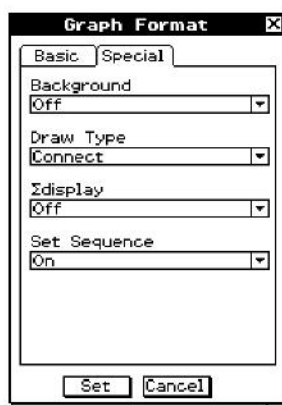 Graph Format
Basic Special
Background
Off
Draw Type
Connect
Σdisplay
Off
Set Sequence
On
Set Cancel